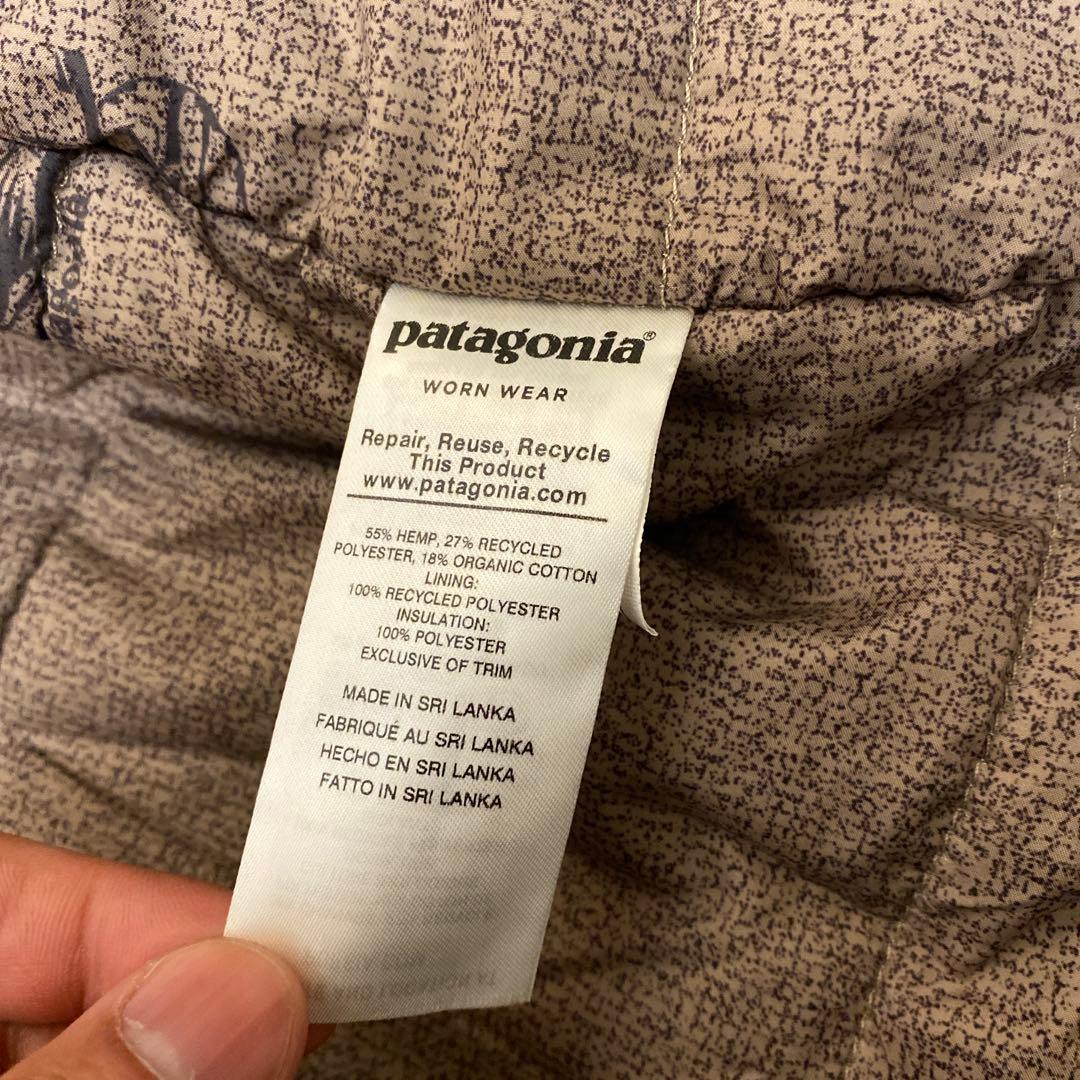 patagonia®
WORN WEAR
Repair, Reuse, Recycle
This Product
www.patagonia.com
55% HEMP, 27% RECYCLED
POLYESTER, 18% ORGANIC COTTON
LINING:
100% RECYCLED POLYESTER
INSULATION:
100% POLYESTER
EXCLUSIVE OF TRIM
MADE IN SRI LANKA
FABRIQUÉ AU SRI LANKA
HECHO EN SRI LANKA
FATTO IN SRI LANKA